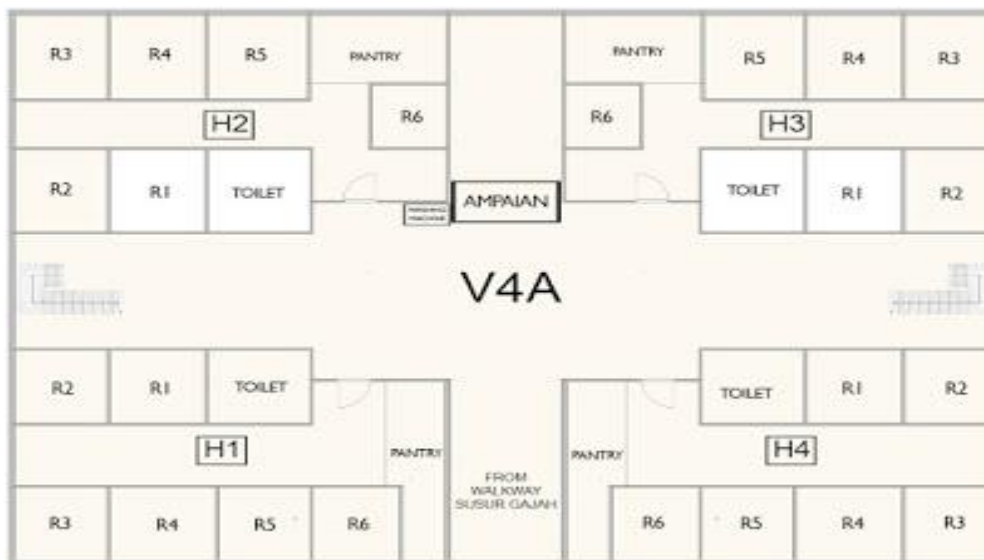 R3 R4 R5 PANTRY PANTRY R5 R4 R3
R6 R6
H2 H3
R2 R1 TOILET TOILET R1 R2
AMPAIAN
WASHING
MACHINE
V4A
R2 R1 TOILET TOILET R1 R2
H1 PANTRY PANTRY H4
FROM
WALKWAY
SUSUR GAJAH
R3 R4 R5 R6 R6 R5 R4 R3